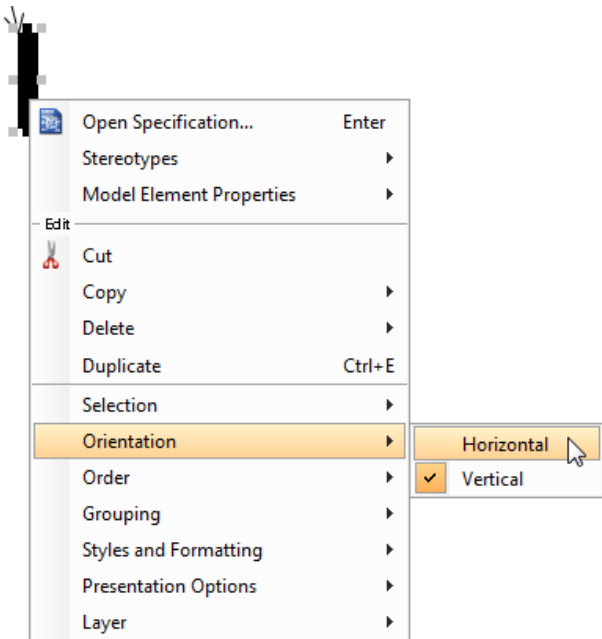 Open Specification... Enter
Stereotypes
Model Element Properties
Edit
Cut
Copy
Delete
Duplicate Ctrl+E
Selection
Orientation
Horizontal
Order
Vertical
Grouping
Styles and Formatting
Presentation Options
Layer